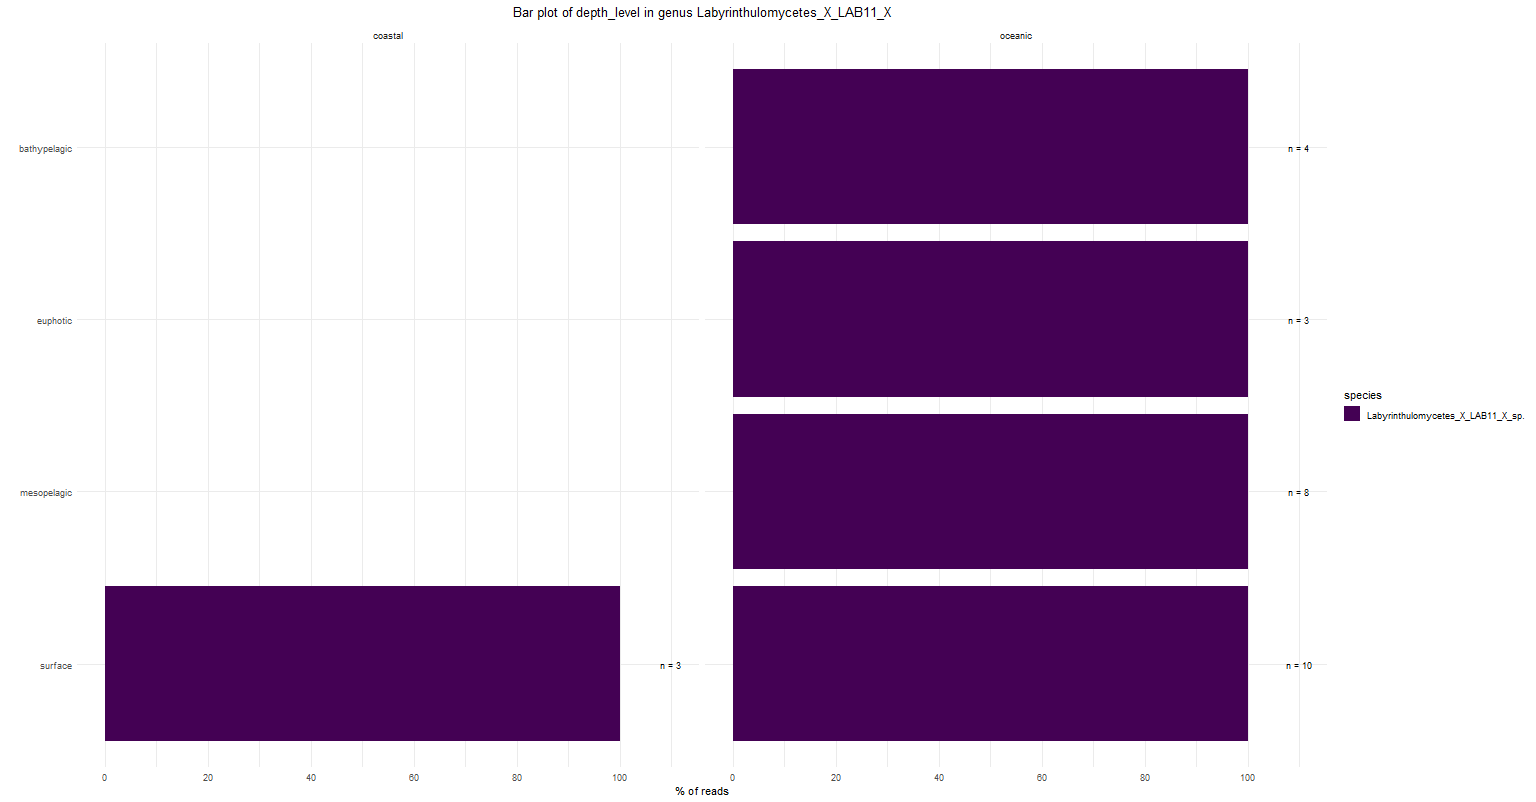 Bar plot of depth_level in genus Labyrinthulomycetes_X_LAB11_X
coastal
oceanic
bathypelagic
n = 4
euphotic
n = 3
mesopelagic
n = 8
surface
n = 3
n = 10
0 20 40 60 80 100
0 20 40 60 80 100
% of reads
species
Labyrinthulomycetes_X_LAB11_X_sp.